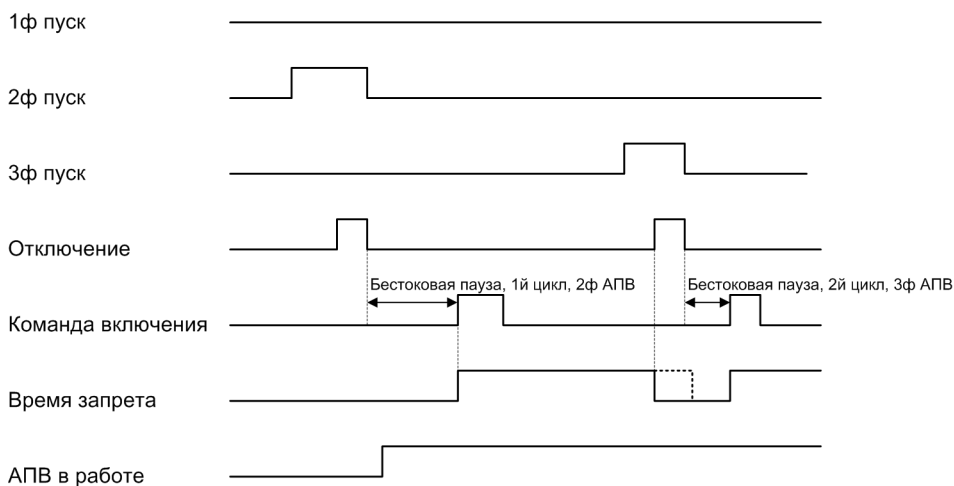 1ф пуск
2ф пуск
3ф пуск
Отключение
Бестоковая пауза, 1й цикл, 2ф АПВ
Бестоковая пауза, 2й цикл, 3ф АПВ
Команда включения
Время запрета
АПВ в работе